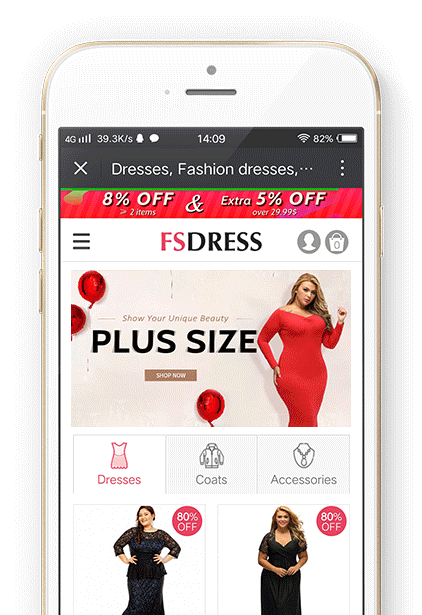 4G 39.3K/s 14:09 82%
Dresses, Fashion dresses,···
8% OFF & Extra 5% OFF
≥ 2 items over 29.99$
FSDRESS
0
Show Your Unique Beauty
PLUS SIZE
SHOP NOW
Dresses Coats Accessories
80% OFF 80% OFF